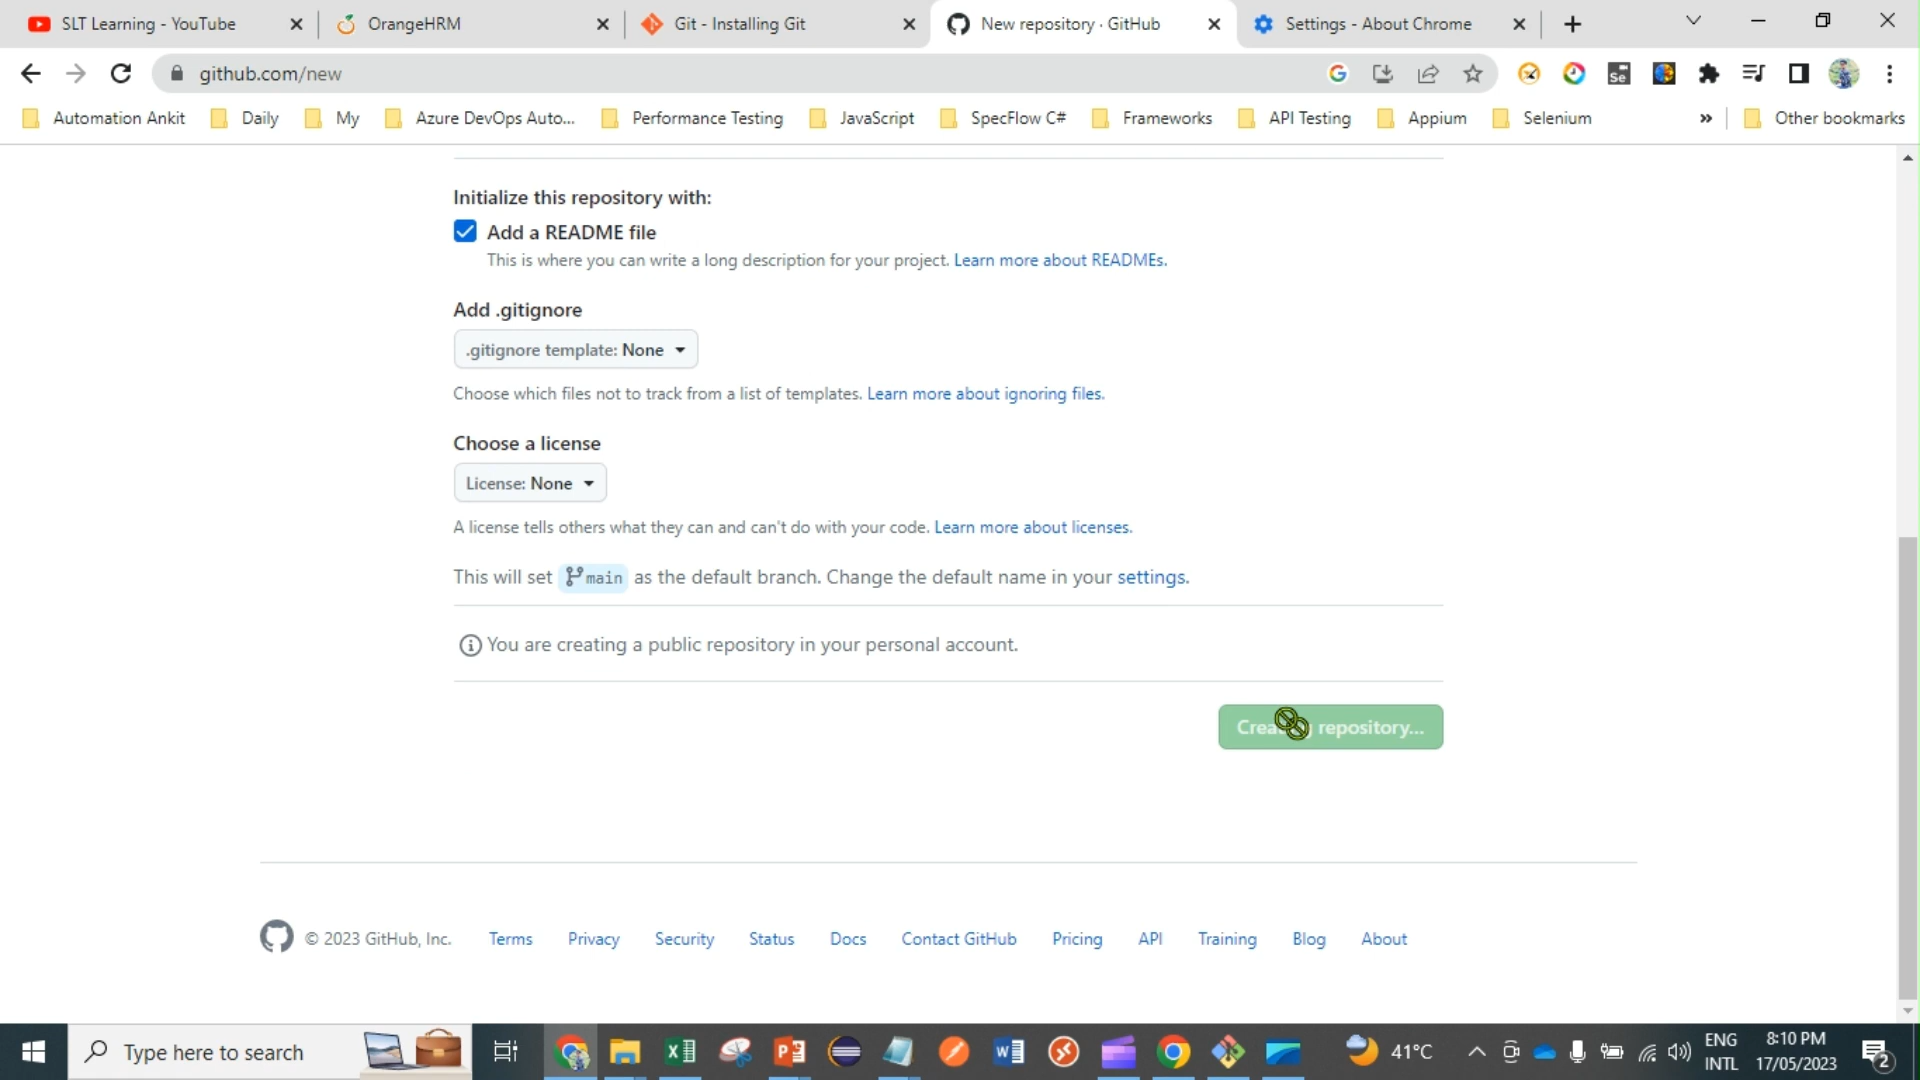 SLT Learning - YouTube
OrangeHRM
Git - Installing Git
New repository · GitHub
Settings - About Chrome
github.com/new
Automation Ankit
Daily
My
Azure DevOps Auto...
Performance Testing
JavaScript
SpecFlow C#
Frameworks
API Testing
Appium
Selenium
»
Other bookmarks
Initialize this repository with:
Add a README file
This is where you can write a long description for your project. Learn more about READMEs.
Add .gitignore
.gitignore template: None
Choose which files not to track from a list of templates. Learn more about ignoring files.
Choose a license
License: None
A license tells others what they can and can't do with your code. Learn more about licenses.
This will set main as the default branch. Change the default name in your settings.
You are creating a public repository in your personal account.
repository...
© 2023 GitHub, Inc.
Terms
Privacy
Security
Status
Docs
Contact GitHub
Pricing
API
Training
Blog
About
Type here to search
41°C
ENG
INTL
8:10 PM
17/05/2023
2